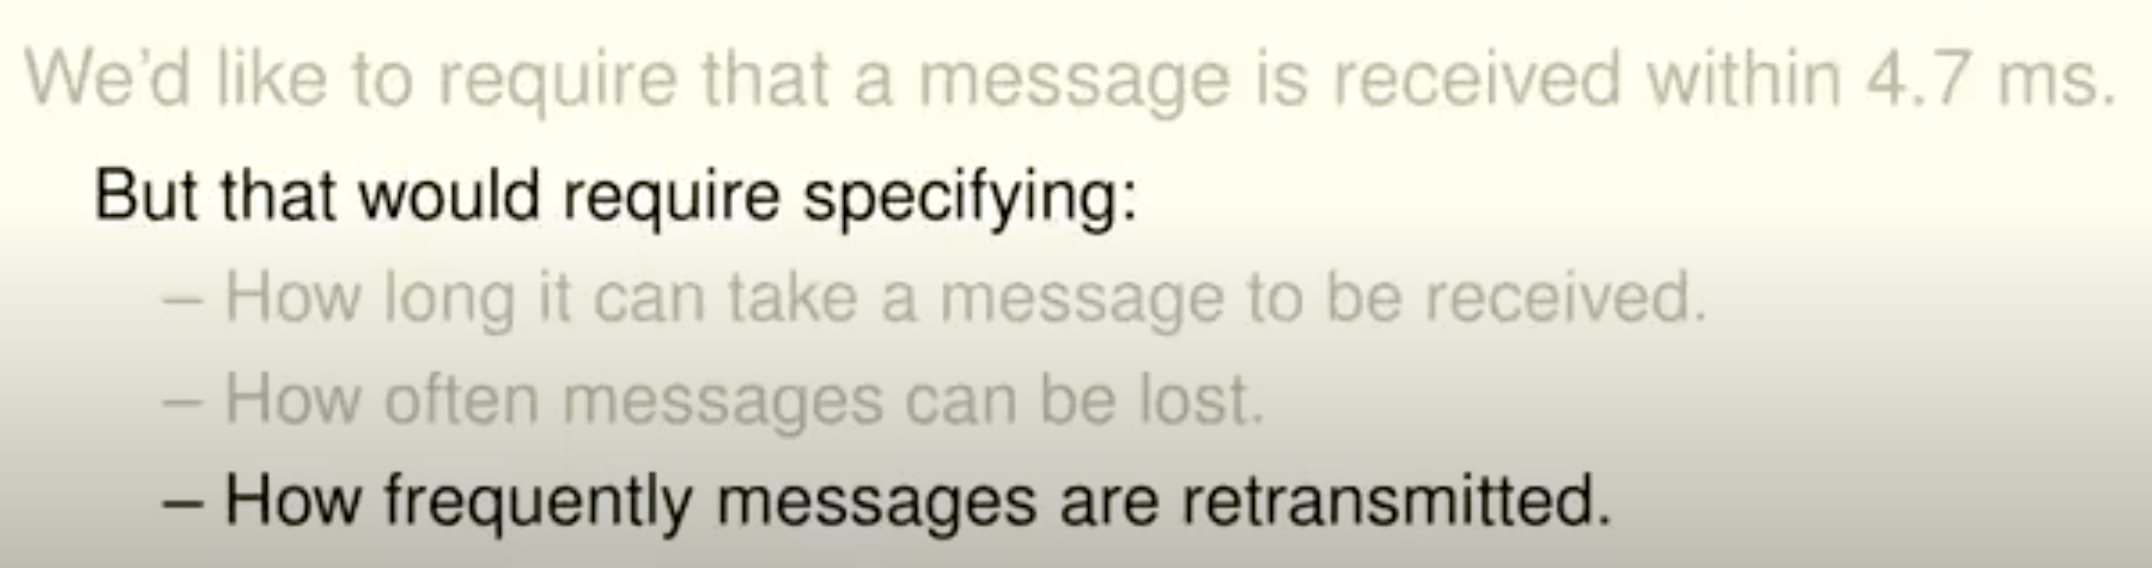 We'd like to require that a message is received within 4.7 ms.
But that would require specifying:
– How long it can take a message to be received.
– How often messages can be lost.
– How frequently messages are retransmitted.